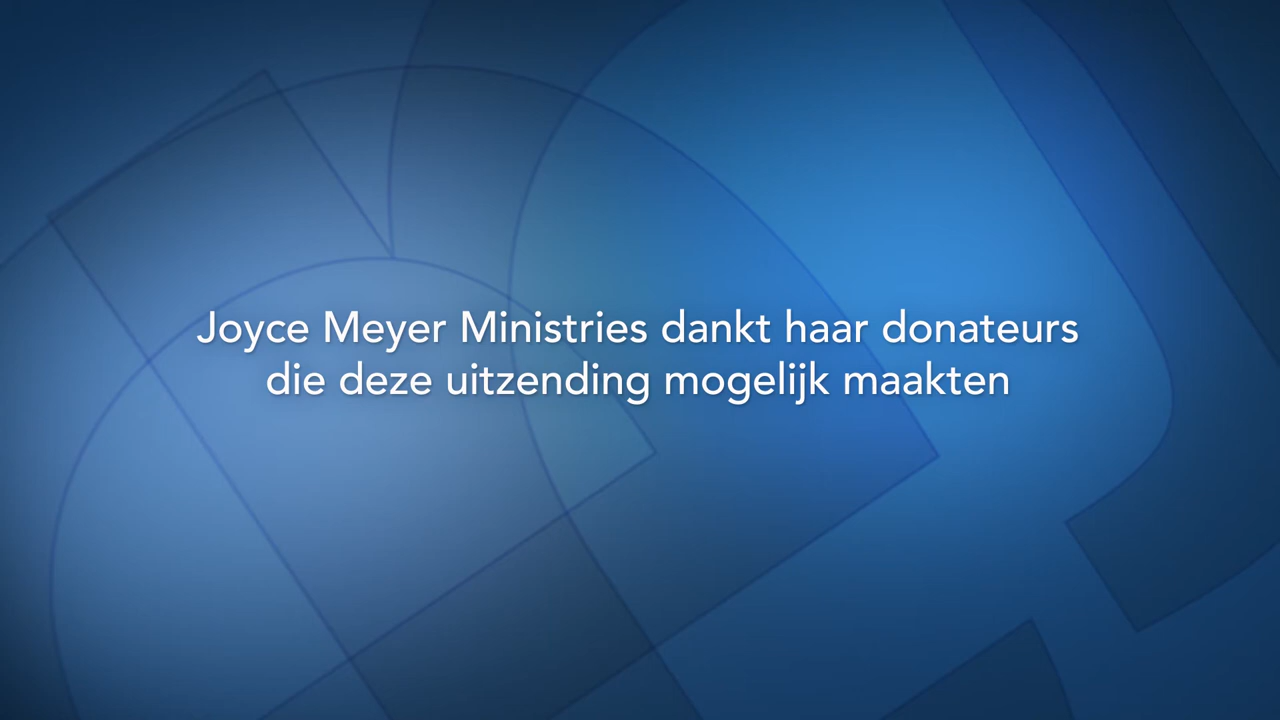 Joyce Meyer Ministries dankt haar donateurs
die deze uitzending mogelijk maakten